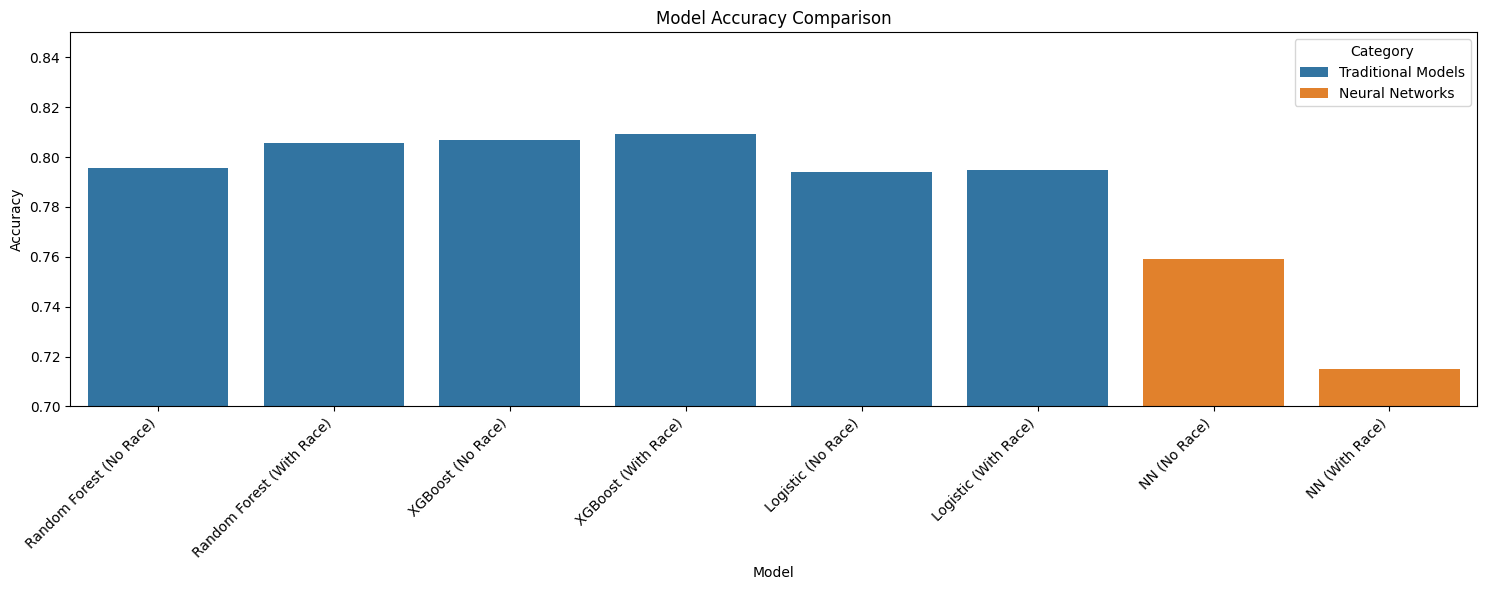 Model Accuracy Comparison
Category
Traditional Models
Neural Networks
Accuracy
0.84
0.82
0.80
0.78
0.76
0.74
0.72
0.70
Random Forest (No Race)
Random Forest (With Race)
XGBoost (No Race)
XGBoost (With Race)
Logistic (No Race)
Logistic (With Race)
NN (No Race)
NN (With Race)
Model